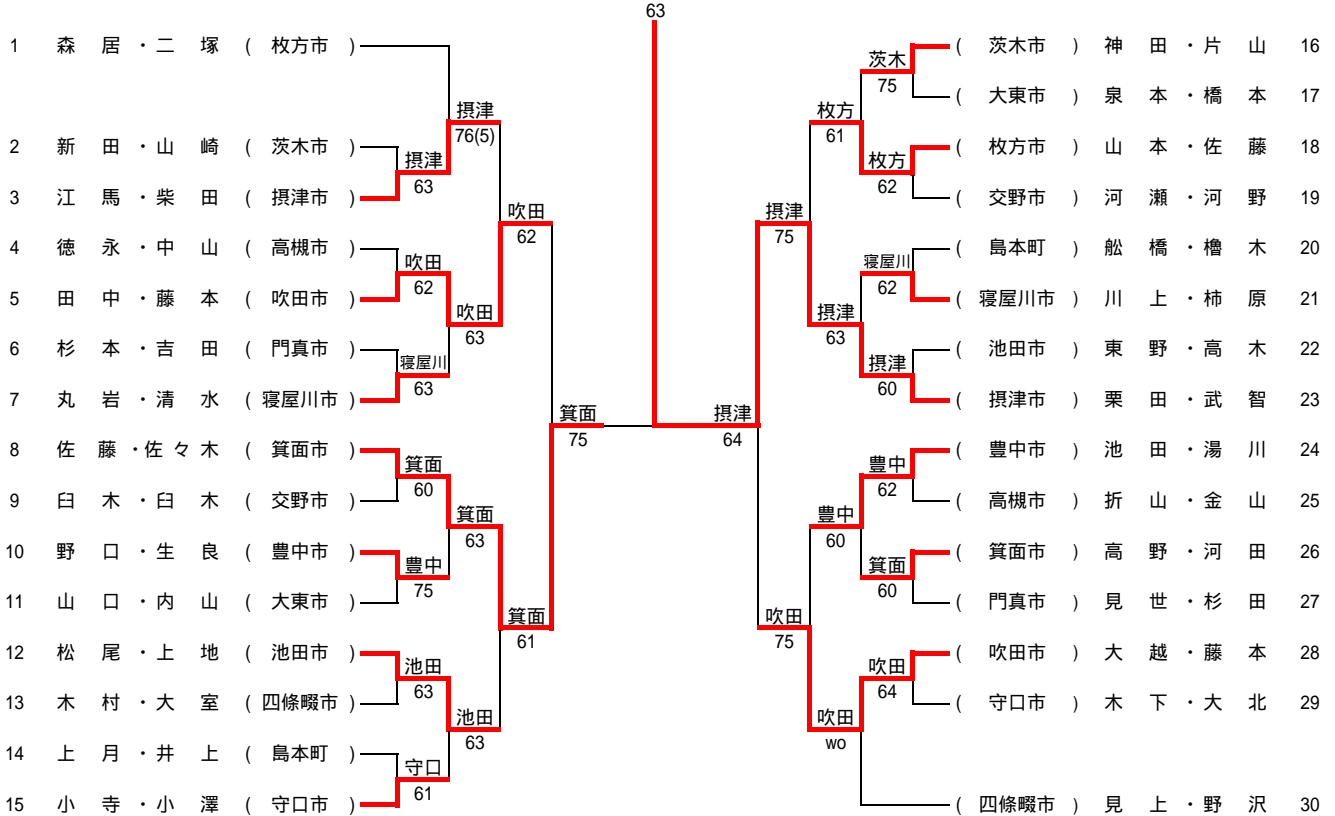 63
1 森 居 ・ 二 塚 ( 枚方市 )
2 新 田 ・ 山 崎 ( 茨木市 )
3 江 馬 ・ 柴 田 ( 摂津市 )
4 徳 永 ・ 中 山 ( 高槻市 )
5 田 中 ・ 藤 本 ( 吹田市 )
6 杉 本 ・ 吉 田 ( 門真市 )
7 丸 岩 ・ 清 水 ( 寝屋川市 )
8 佐 藤 ・ 佐 々 木 ( 箕面市 )
9 臼 木 ・ 臼 木 ( 交野市 )
10 野 口 ・ 生 良 ( 豊中市 )
11 山 口 ・ 内 山 ( 大東市 )
12 松 尾 ・ 上 地 ( 池田市 )
13 木 村 ・ 大 室 ( 四條畷市 )
14 上 月 ・ 井 上 ( 島本町 )
15 小 寺 ・ 小 澤 ( 守口市 )
摂津
63
吹田
62
寝屋川
63
箕面
60
豊中
75
池田
63
守口
61
摂津
76(5)
吹田
63
箕面
63
池田
63
吹田
62
箕面
61
箕面
75
摂津
64
摂津
75
吹田
75
枚方
61
摂津
63
豊中
60
吹田
wo
茨木
75
枚方
62
寝屋川
62
摂津
60
豊中
62
箕面
60
吹田
64
( 茨木市 ) 神 田 ・ 片 山 16
( 大東市 ) 泉 本 ・ 橋 本 17
( 枚方市 ) 山 本 ・ 佐 藤 18
( 交野市 ) 河 瀬 ・ 河 野 19
( 島本町 ) 舩 橋 ・ 櫓 木 20
( 寝屋川市 ) 川 上 ・ 柿 原 21
( 池田市 ) 東 野 ・ 高 木 22
( 摂津市 ) 栗 田 ・ 武 智 23
( 豊中市 ) 池 田 ・ 湯 川 24
( 高槻市 ) 折 山 ・ 金 山 25
( 箕面市 ) 高 野 ・ 河 田 26
( 門真市 ) 見 世 ・ 杉 田 27
( 吹田市 ) 大 越 ・ 藤 本 28
( 守口市 ) 木 下 ・ 大 北 29
( 四條畷市 ) 見 上 ・ 野 沢 30